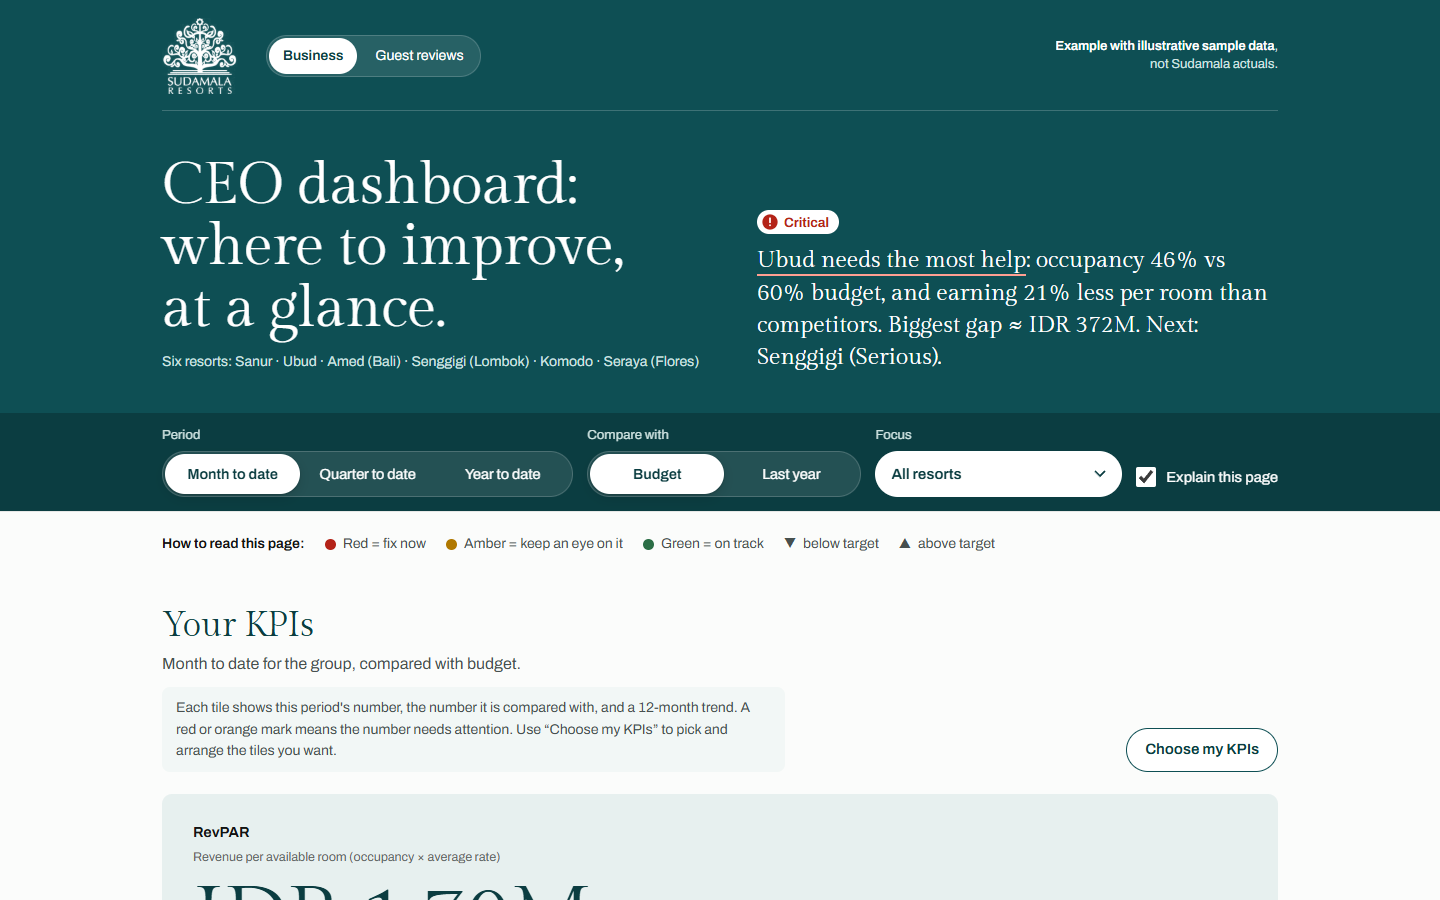 SUDAMALA
RESORTS
Business
Guest reviews
Example with illustrative sample data,
not Sudamala actuals.
CEO dashboard:
where to improve,
at a glance.
Six resorts: Sanur · Ubud · Amed (Bali) · Senggigi (Lombok) · Komodo · Seraya (Flores)
Critical
Ubud needs the most help: occupancy 46% vs
60% budget, and earning 21% less per room than
competitors. Biggest gap ≈ IDR 372M. Next:
Senggigi (Serious).
Period
Month to date
Quarter to date
Year to date
Compare with
Budget
Last year
Focus
All resorts
Explain this page
How to read this page:
Red = fix now
Amber = keep an eye on it
Green = on track
▼ below target
▲ above target
Your KPIs
Month to date for the group, compared with budget.
Each tile shows this period's number, the number it is compared with, and a 12-month trend. A
red or orange mark means the number needs attention. Use “Choose my KPIs” to pick and
arrange the tiles you want.
Choose my KPIs
RevPAR
Revenue per available room (occupancy × average rate)